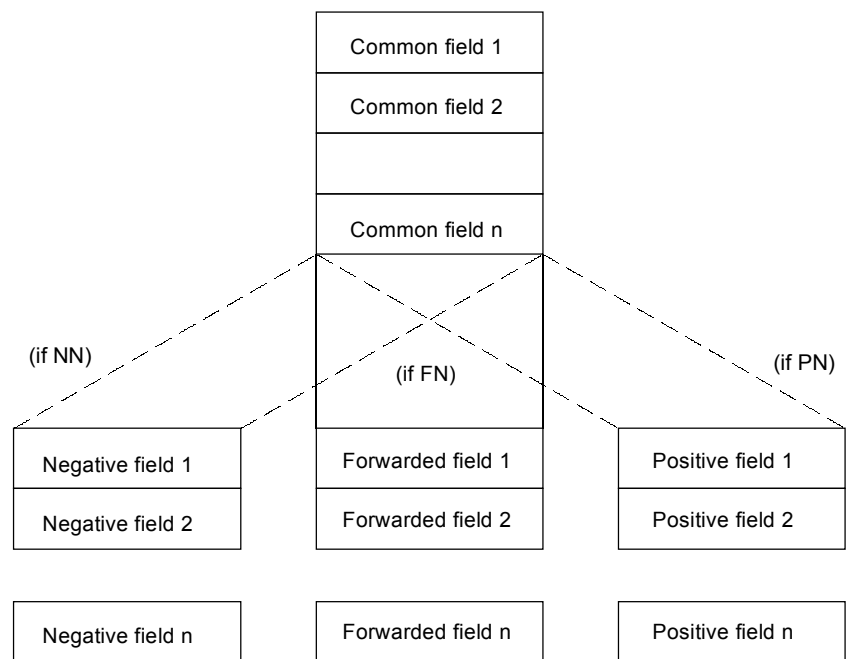 Common field 1
Common field 2
Common field n
(if NN)
(if FN)
(if PN)
Negative field 1
Forwarded field 1
Positive field 1
Negative field 2
Forwarded field 2
Positive field 2
Negative field n
Forwarded field n
Positive field n